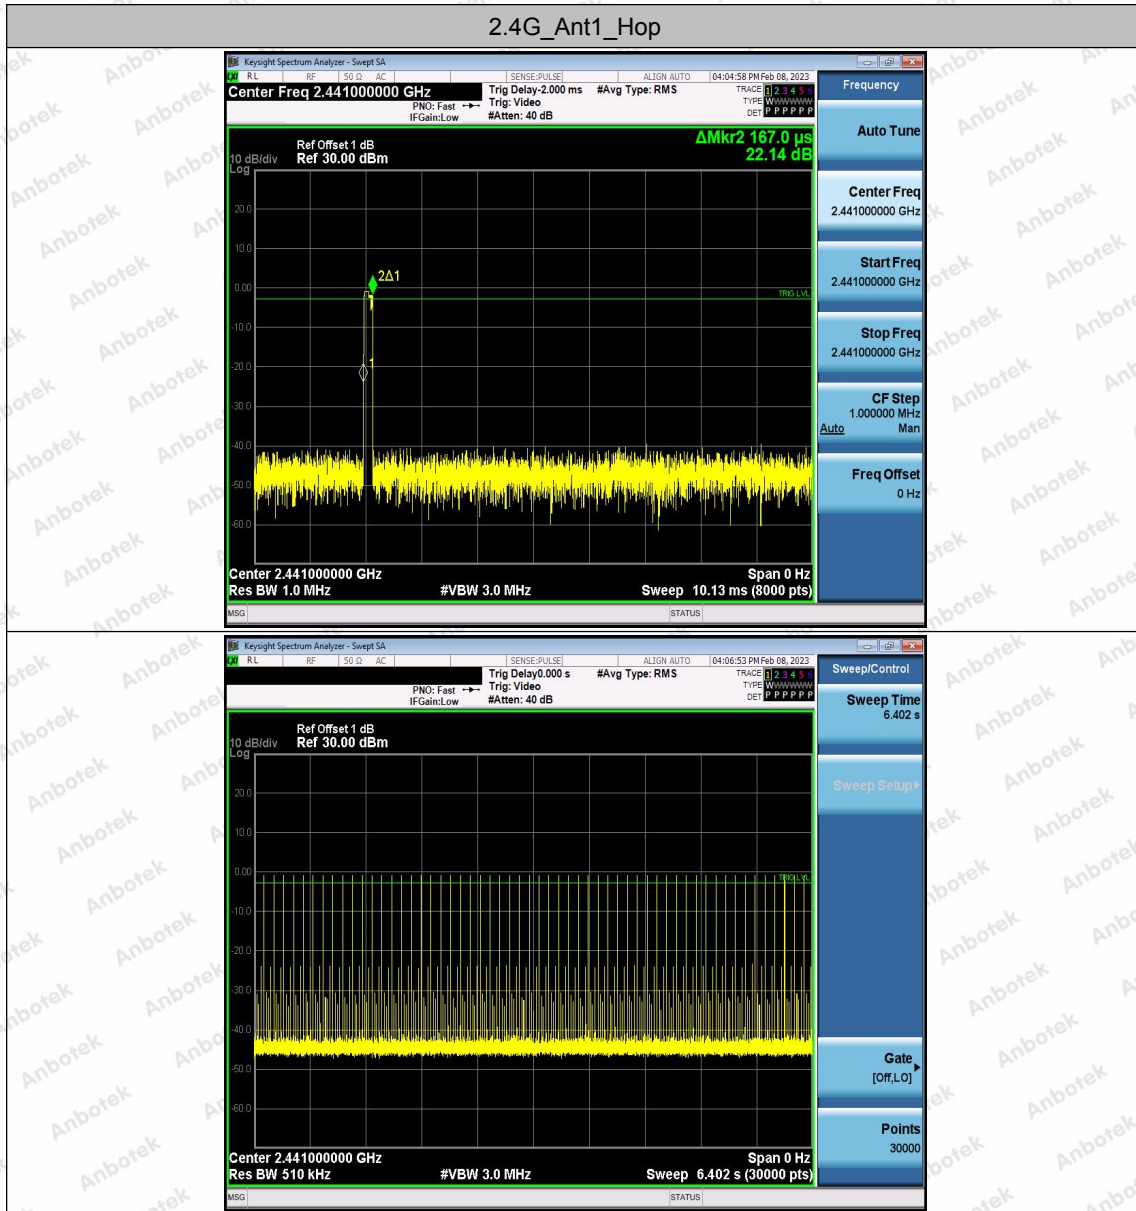 2.4G_Ant1_Hop
Keysight Spectrum Analyzer - Swept SA
RL RF 50 Ω AC SENSE:PULSE ALIGN AUTO 04:04:58 PM Feb 08, 2023
Center Freq 2.441000000 GHz
PNO: Fast
IFGain:Low
Trig Delay-2.000 ms
Trig: Video
#Atten: 40 dB
#Avg Type: RMS
TRACE 1 2 3 4 5 6
TYPE WWWWWW
DET P P P P P P
Frequency
Auto Tune
Center Freq
2.441000000 GHz
Start Freq
2.441000000 GHz
Stop Freq
2.441000000 GHz
CF Step
1.000000 MHz
Auto Man
Freq Offset
0 Hz
ΔMkr2 167.0 µs
22.14 dB
Ref Offset 1 dB
10 dB/div Ref 30.00 dBm
Log
20.0
10.0
0.00
-10.0
-20.0
-30.0
-40.0
-50.0
-60.0
2Δ1
1
TRIG LVL
Center 2.441000000 GHz Span 0 Hz
Res BW 1.0 MHz #VBW 3.0 MHz Sweep 10.13 ms (8000 pts)
MSG STATUS
Keysight Spectrum Analyzer - Swept SA
RL RF 50 Ω AC SENSE:PULSE ALIGN AUTO 04:06:53 PM Feb 08, 2023
PNO: Fast
IFGain:Low
Trig Delay0.000 s
Trig: Video
#Atten: 40 dB
#Avg Type: RMS
TRACE 1 2 3 4 5 6
TYPE WWWWWW
DET P P P P P P
Sweep/Control
Sweep Time
6.402 s
Sweep Setup
Gate
[Off,LO]
Points
30000
Ref Offset 1 dB
10 dB/div Ref 30.00 dBm
Log
20.0
10.0
0.00
-10.0
-20.0
-30.0
-40.0
-50.0
-60.0
TRIG LVL
Center 2.441000000 GHz Span 0 Hz
Res BW 510 kHz #VBW 3.0 MHz Sweep 6.402 s (30000 pts)
MSG STATUS
Anbotek